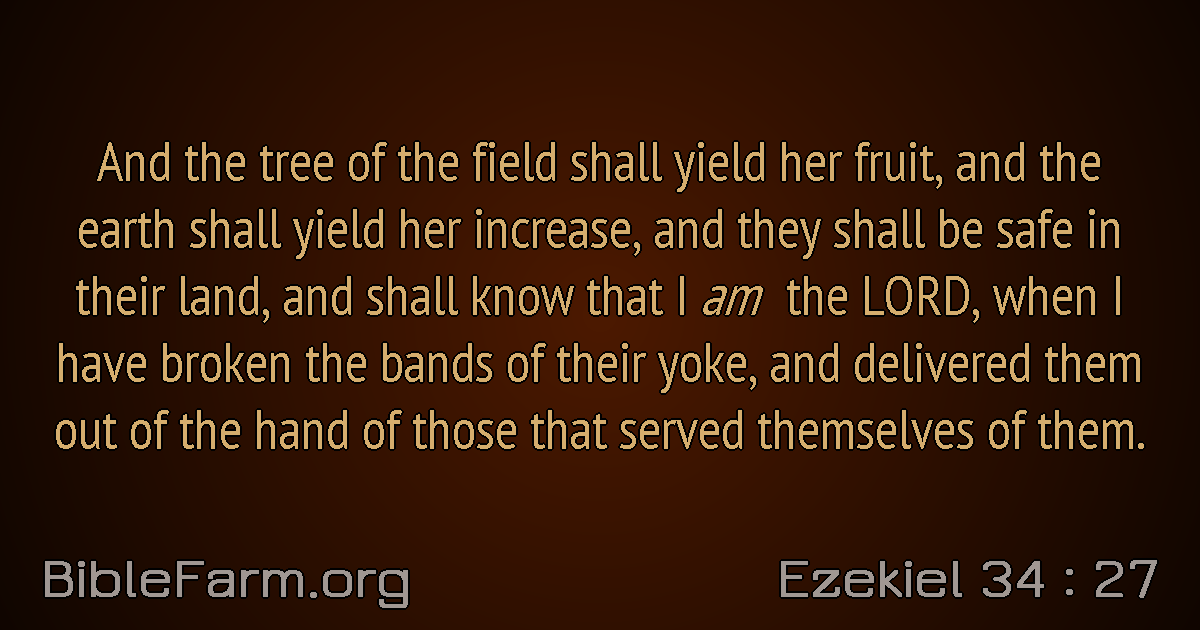 And the tree of the field shall yield her fruit, and the
earth shall yield her increase, and they shall be safe in
their land, and shall know that I am the LORD, when I
have broken the bands of their yoke, and delivered them
out of the hand of those that served themselves of them.
BibleFarm.org
Ezekiel 34 : 27